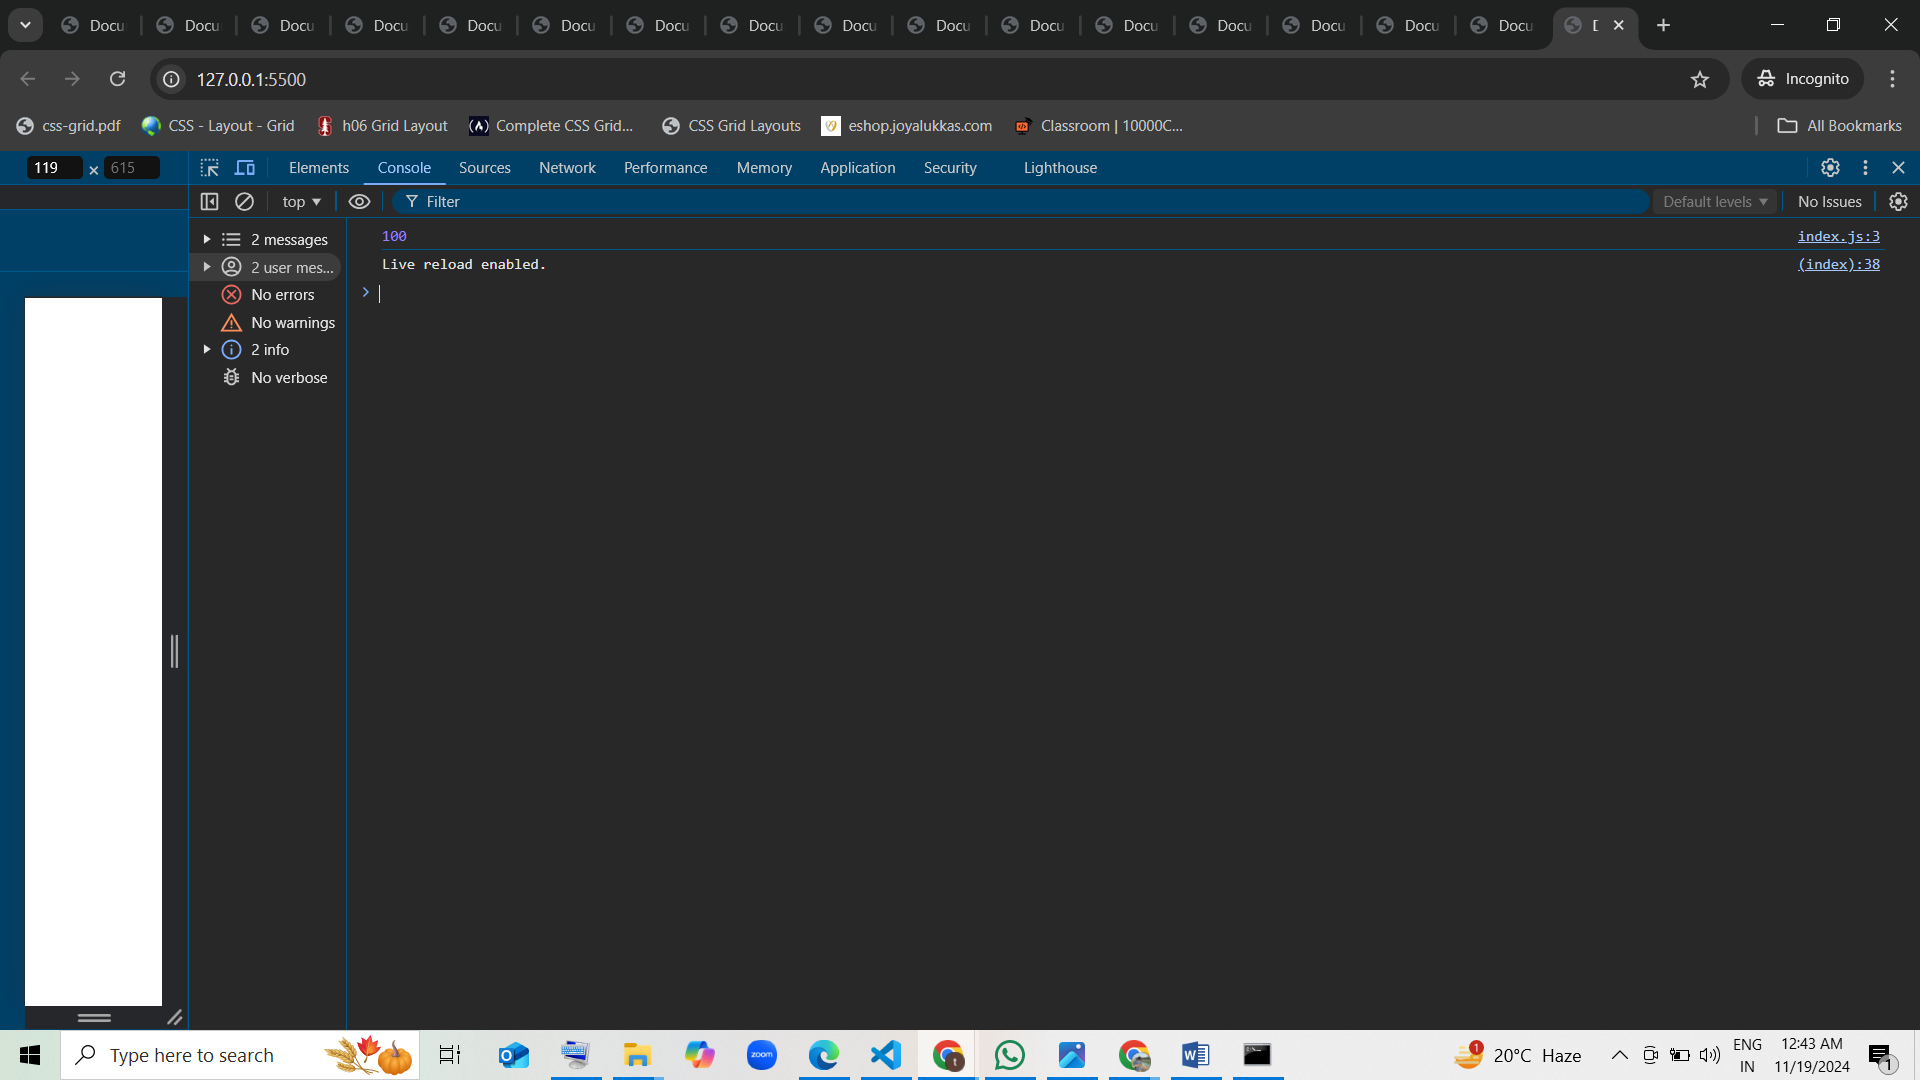 Docu Docu Docu Docu Docu Docu Docu Docu Docu Docu Docu Docu Docu Docu Docu Docu
127.0.0.1:5500
Incognito
css-grid.pdf CSS - Layout - Grid h06 Grid Layout Complete CSS Grid... CSS Grid Layouts eshop.joyalukkas.com Classroom | 10000C... All Bookmarks
119 × 615 Elements Console Sources Network Performance Memory Application Security Lighthouse
top Filter Default levels No Issues
2 messages
2 user mes...
No errors
No warnings
2 info
No verbose
100 index.js:3
Live reload enabled. (index):38
Type here to search
zoom
1
20°C Haze
ENG
IN
12:43 AM
11/19/2024
1